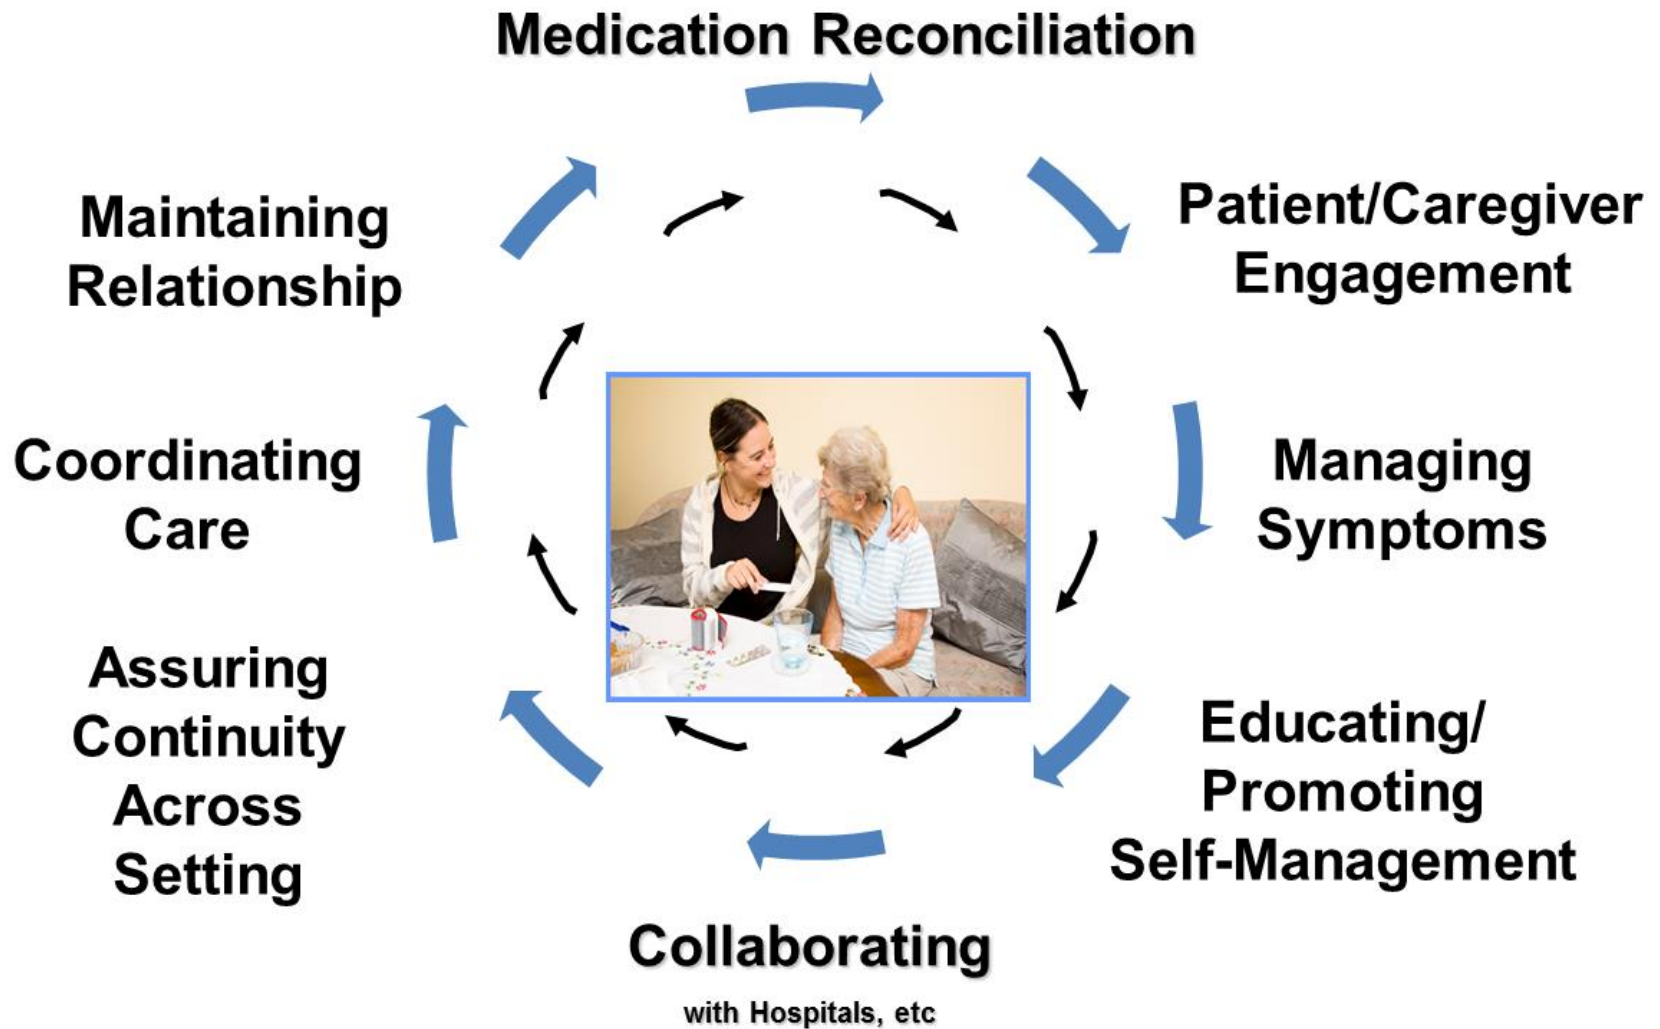 Medication Reconciliation
Patient/Caregiver
Engagement
Managing
Symptoms
Educating/
Promoting
Self-Management
Collaborating
with Hospitals, etc
Assuring
Continuity
Across
Setting
Coordinating
Care
Maintaining
Relationship